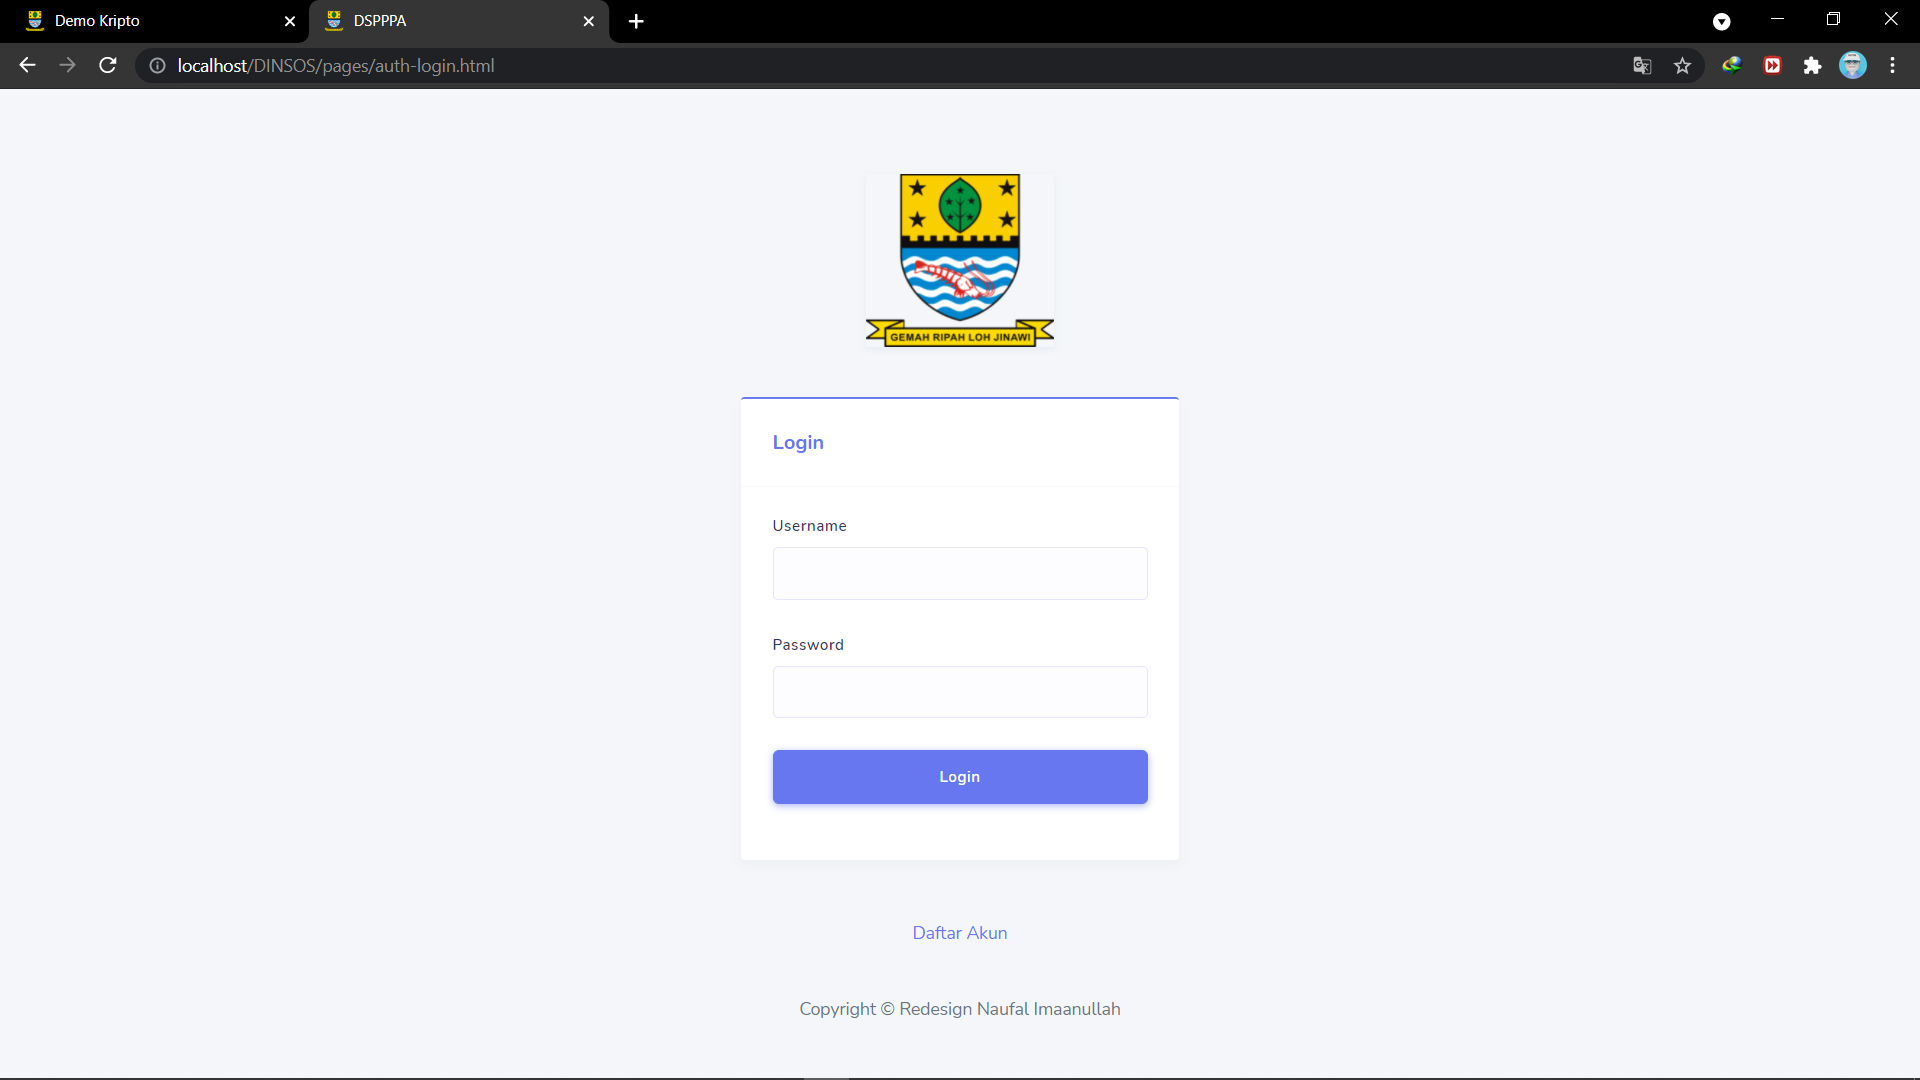 Demo Kripto
DSPPPA
localhost/DINSOS/pages/auth-login.html
GEMAH RIPAH LOH JINAWI
Login
Username
Password
Login
Daftar Akun
Copyright © Redesign Naufal Imaanullah